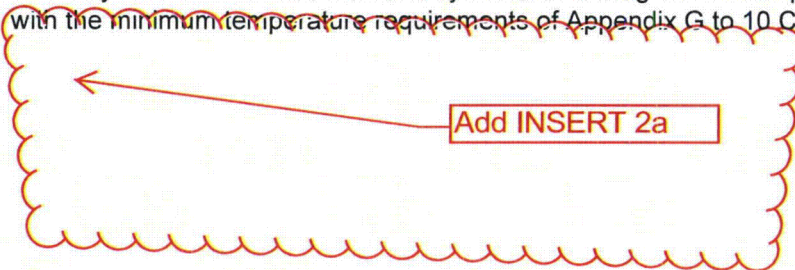 with the minimum temperature requirements of Appendix G to 10 C
Add INSERT 2a